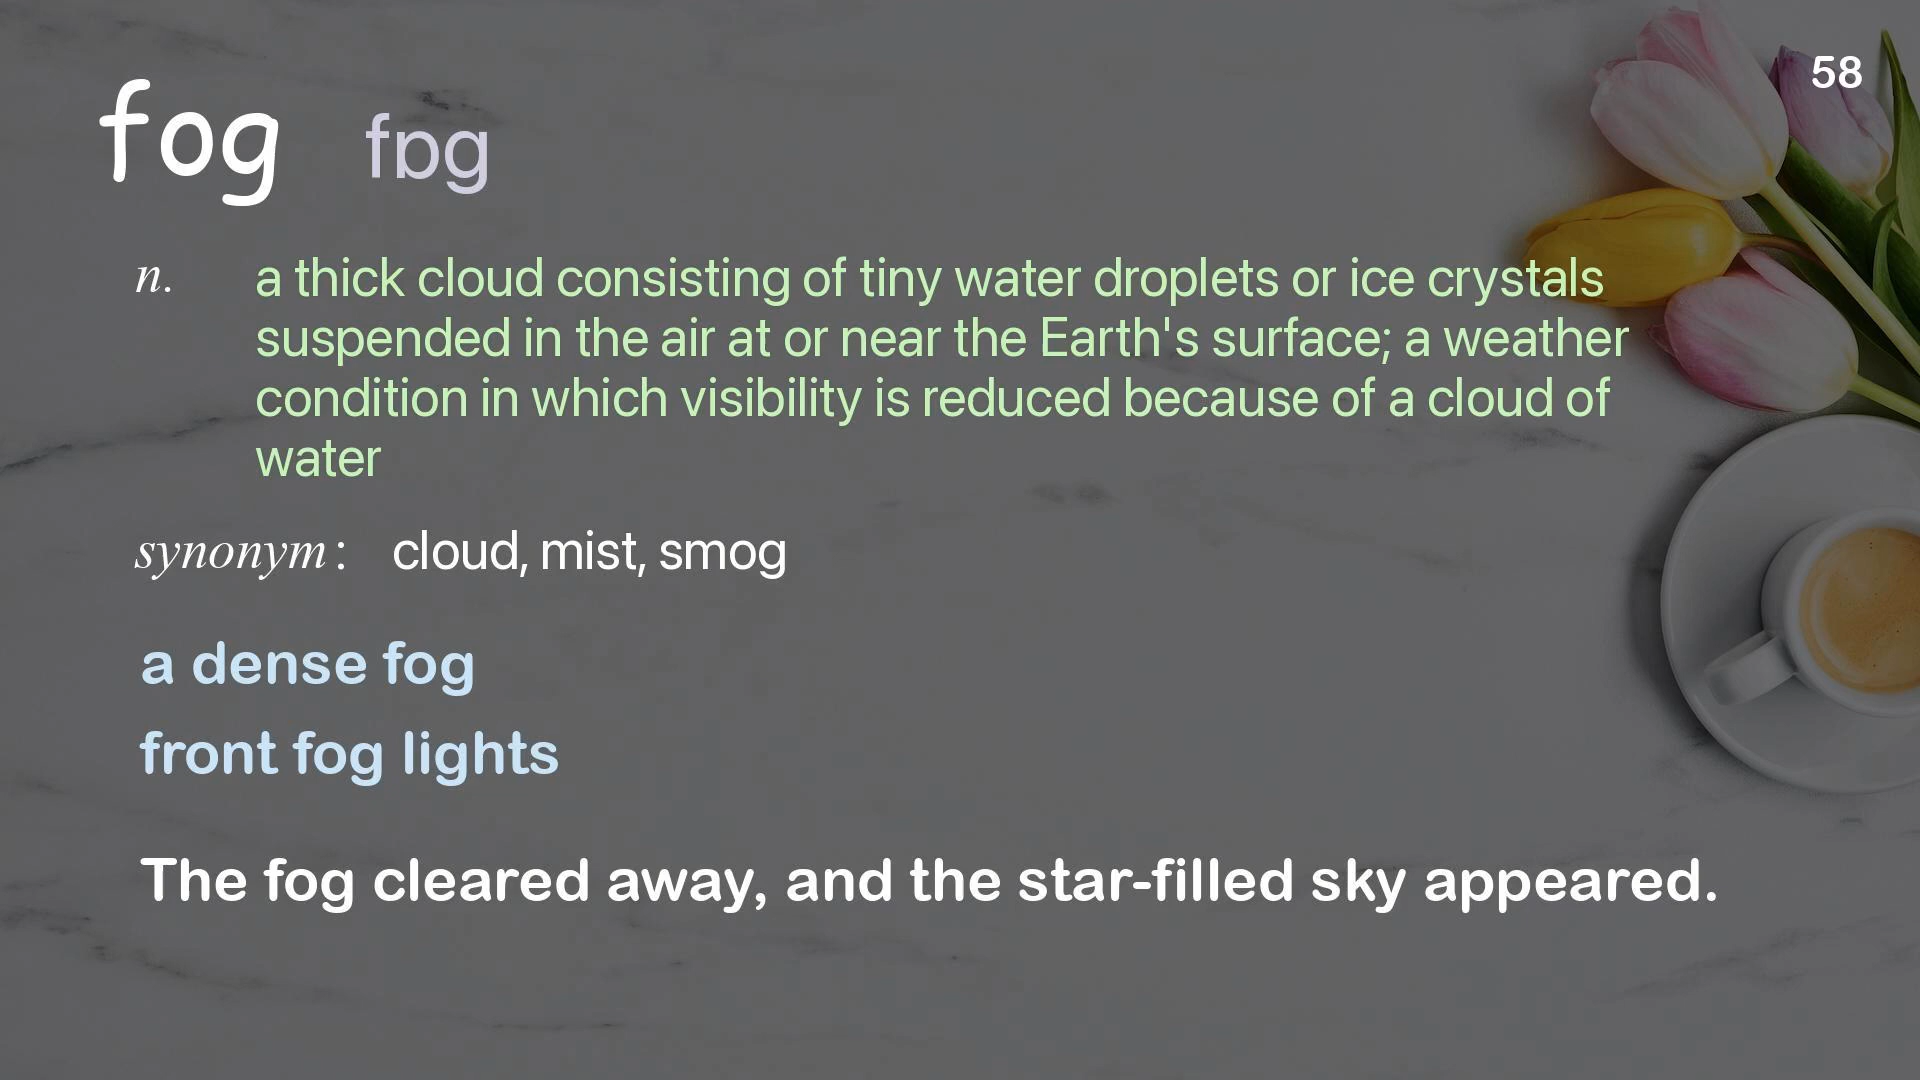 58
fog fɒg
n. a thick cloud consisting of tiny water droplets or ice crystals
suspended in the air at or near the Earth's surface; a weather
condition in which visibility is reduced because of a cloud of
water
synonym: cloud, mist, smog
a dense fog
front fog lights
The fog cleared away, and the star-filled sky appeared.